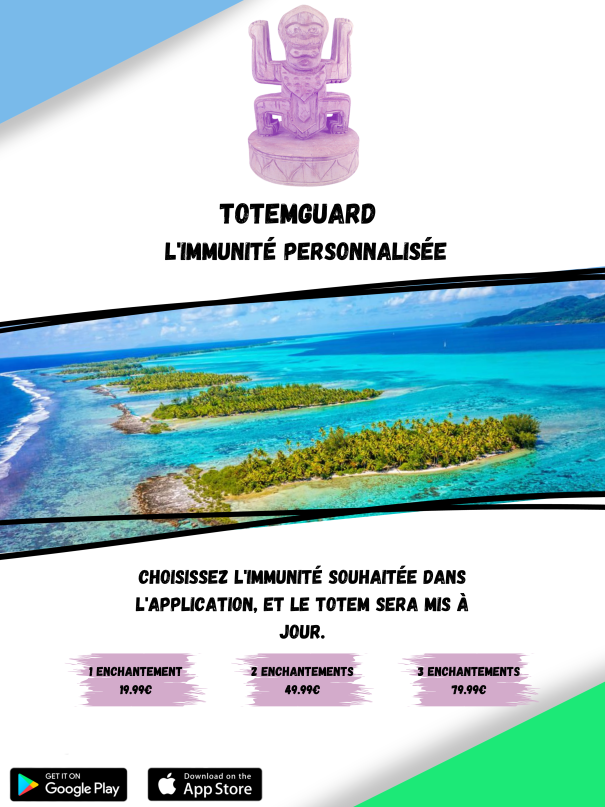 TOTEMGUARD
L'IMMUNITÉ PERSONNALISÉE
CHOISISSEZ L'IMMUNITÉ SOUHAITÉE DANS
L'APPLICATION, ET LE TOTEM SERA MIS À
JOUR.
1 ENCHANTEMENT
19.99€
2 ENCHANTEMENTS
49.99€
3 ENCHANTEMENTS
79.99€
GET IT ON
Google Play
Download on the
App Store